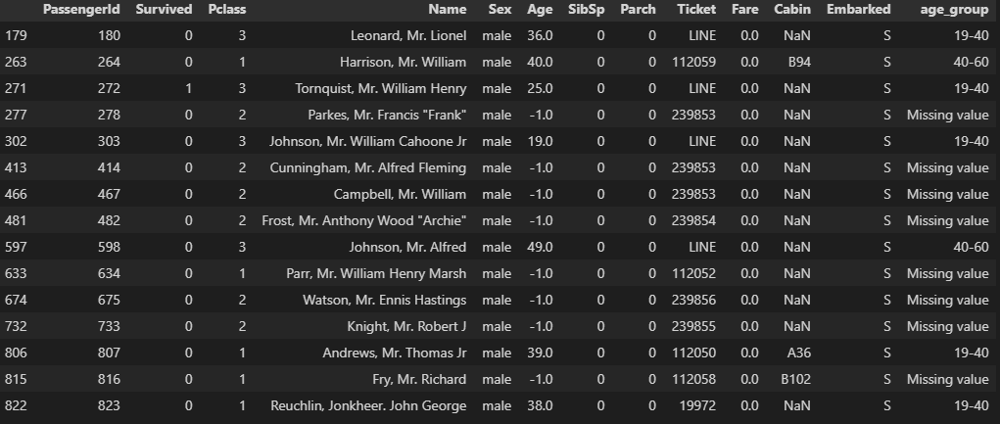 PassengerId Survived Pclass Name Sex Age SibSp Parch Ticket Fare Cabin Embarked age_group
179 180 0 3 Leonard, Mr. Lionel male 36.0 0 0 LINE 0.0 NaN S 19-40
263 264 0 1 Harrison, Mr. William male 40.0 0 0 112059 0.0 B94 S 40-60
271 272 1 3 Tornquist, Mr. William Henry male 25.0 0 0 LINE 0.0 NaN S 19-40
277 278 0 2 Parkes, Mr. Francis "Frank" male -1.0 0 0 239853 0.0 NaN S Missing value
302 303 0 3 Johnson, Mr. William Cahoone Jr male 19.0 0 0 LINE 0.0 NaN S 19-40
413 414 0 2 Cunningham, Mr. Alfred Fleming male -1.0 0 0 239853 0.0 NaN S Missing value
466 467 0 2 Campbell, Mr. William male -1.0 0 0 239853 0.0 NaN S Missing value
481 482 0 2 Frost, Mr. Anthony Wood "Archie" male -1.0 0 0 239854 0.0 NaN S Missing value
597 598 0 3 Johnson, Mr. Alfred male 49.0 0 0 LINE 0.0 NaN S 40-60
633 634 0 1 Parr, Mr. William Henry Marsh male -1.0 0 0 112052 0.0 NaN S Missing value
674 675 0 2 Watson, Mr. Ennis Hastings male -1.0 0 0 239856 0.0 NaN S Missing value
732 733 0 2 Knight, Mr. Robert J male -1.0 0 0 239855 0.0 NaN S Missing value
806 807 0 1 Andrews, Mr. Thomas Jr male 39.0 0 0 112050 0.0 A36 S 19-40
815 816 0 1 Fry, Mr. Richard male -1.0 0 0 112058 0.0 B102 S Missing value
822 823 0 1 Reuchlin, Jonkheer. John George male 38.0 0 0 19972 0.0 NaN S 19-40